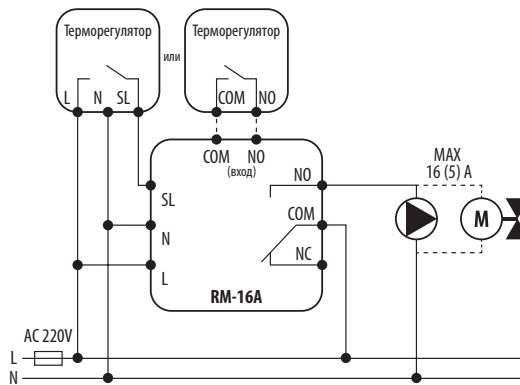 Терморегулятор
или
Терморегулятор
L N SL
COM NO
COM NO
(вход)
MAX
16 (5) A
NO
SL
COM
N
M
NC
L
RM-16A
AC 220V
L
N